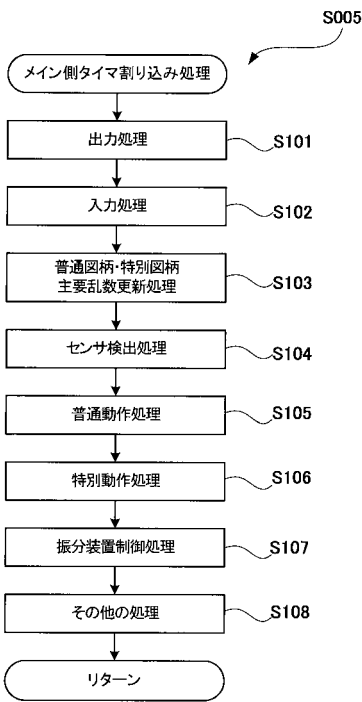 S005
メイン側タイマ割り込み処理
出力処理
S101
入力処理
S102
普通図柄・特別図柄
主要乱数更新処理
S103
センサ検出処理
S104
普通動作処理
S105
特別動作処理
S106
振分装置制御処理
S107
その他の処理
S108
リターン